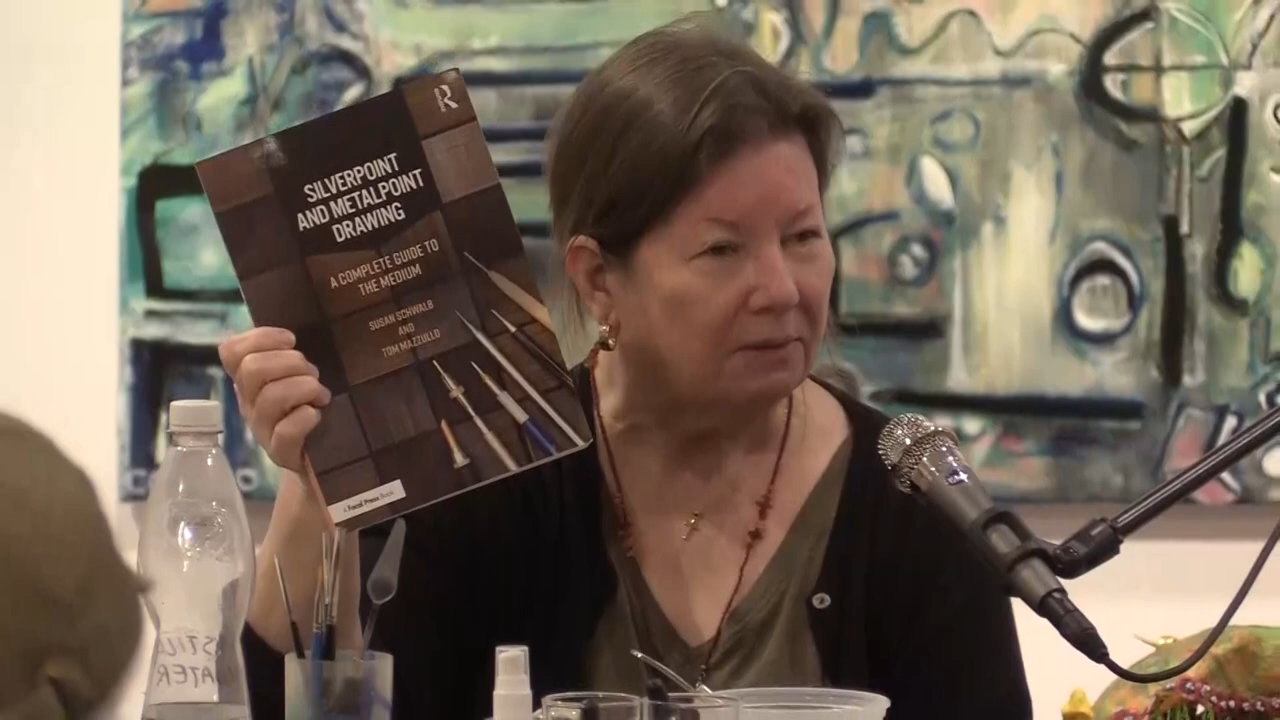 SILVERPOINT
AND METALPOINT
DRAWING
A COMPLETE GUIDE TO
THE MEDIUM
SUSAN SCHWALB
AND
TOM MAZZULLO
A Focal Press Book